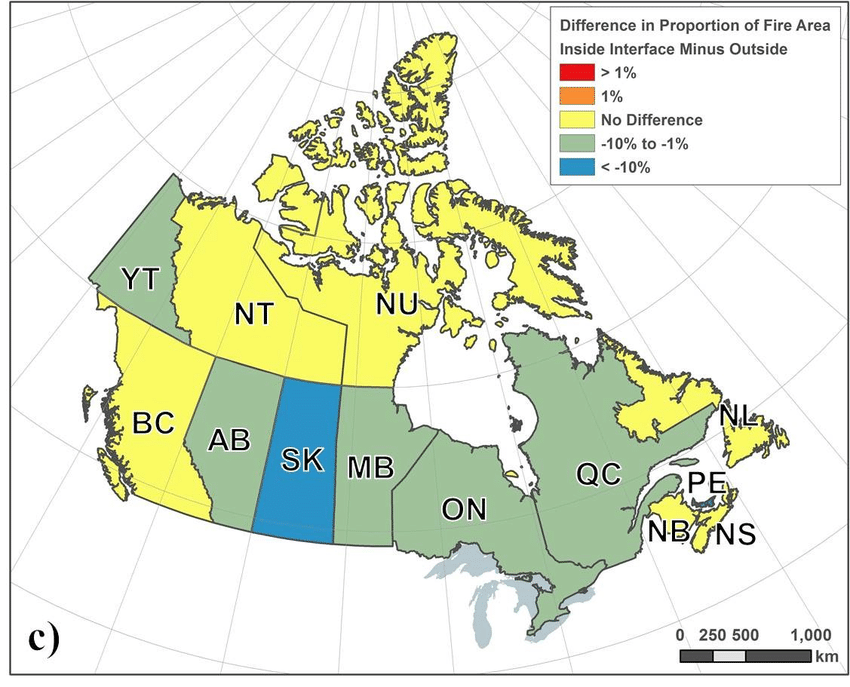 Difference in Proportion of Fire Area
Inside Interface Minus Outside
> 1%
1%
No Difference
-10% to -1%
< -10%
YT
NT
NU
BC
AB
SK
MB
ON
QC
NL
PE
NB
NS
c)
0 250 500 1,000
km